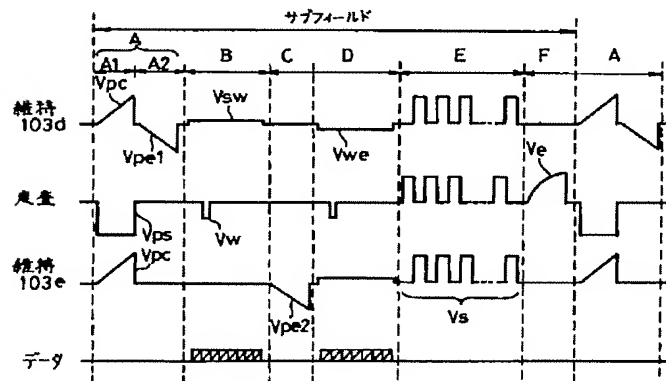 サブフィールド
A B C D E F A
A1 A2
Vpc Vsw Vwe Ve
維持
103d
Vpe1
走査
Vps Vw
維持
103e
Vpc
Vpe2 Vs
データ